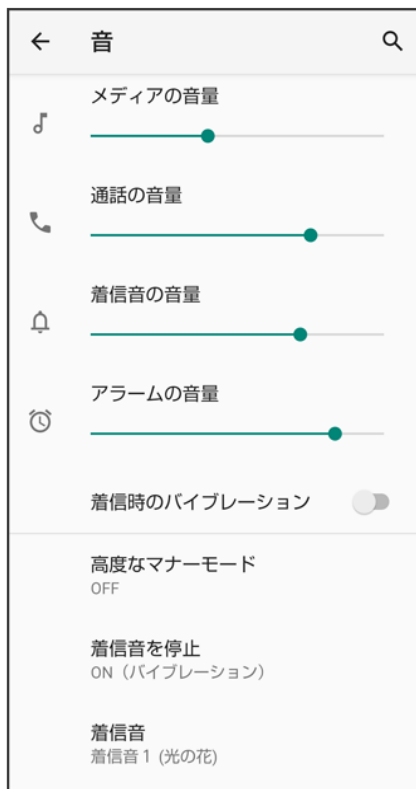 音
メディアの音量
通話の音量
着信音の音量
アラームの音量
着信時のバイブレーション
高度なマナーモード
OFF
着信音を停止
ON（バイブレーション）
着信音
着信音 1 (光の花)